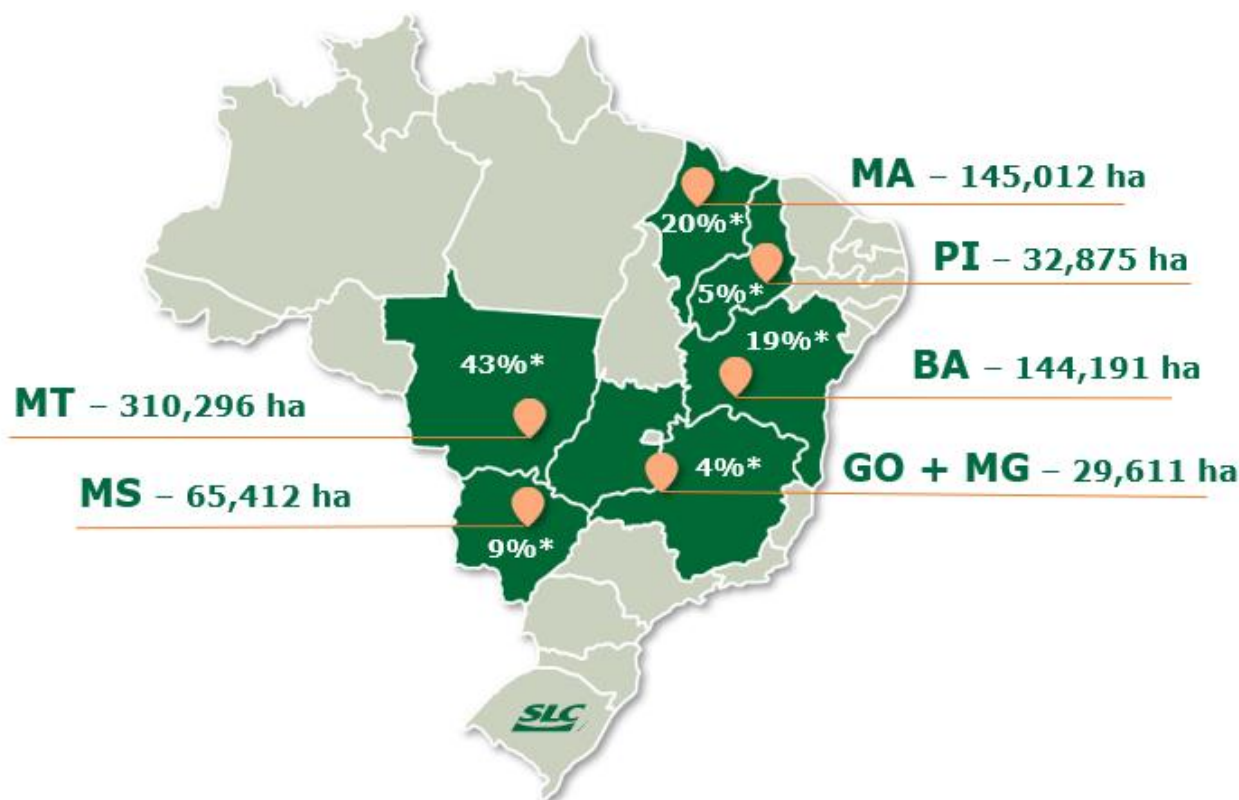 MA – 145,012 ha
20%*
PI – 32,875 ha
5%*
19%*
43%*
BA – 144,191 ha
MT – 310,296 ha
4%*
GO + MG – 29,611 ha
MS – 65,412 ha
9%*
SLC